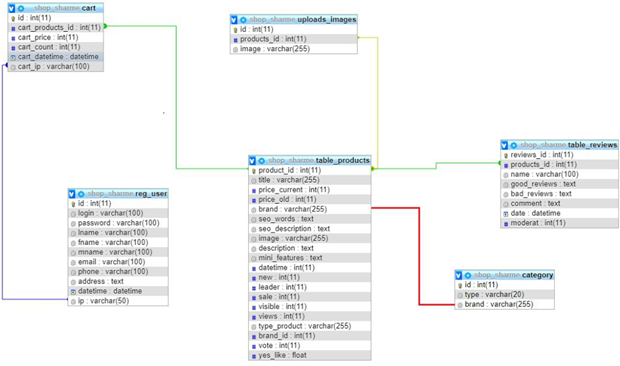 shop_sharme.cart
id : int(11)
cart_products_id : int(11)
cart_price : int(11)
cart_count : int(11)
cart_datetime : datetime
cart_ip : varchar(100)
shop_sharme.uploads_images
id : int(11)
products_id : int(11)
image : varchar(255)
shop_sharme.table_products
product_id : int(11)
title : varchar(255)
price_current : int(11)
price_old : int(11)
brand : varchar(255)
seo_words : text
seo_description : text
image : varchar(255)
description : text
mini_features : text
datetime : int(11)
new : int(11)
leader : int(11)
sale : int(11)
visible : int(11)
views : int(11)
type_product : varchar(255)
brand_id : int(11)
vote : int(11)
yes_like : float
shop_sharme.table_reviews
reviews_id : int(11)
products_id : int(11)
name : varchar(100)
good_reviews : text
bad_reviews : text
comment : text
date : datetime
moderat : int(11)
shop_sharme.reg_user
id : int(11)
login : varchar(100)
password : varchar(100)
lname : varchar(100)
fname : varchar(100)
mname : varchar(100)
email : varchar(100)
phone : varchar(100)
address : text
datetime : datetime
ip : varchar(50)
shop_sharme.category
id : int(11)
type : varchar(20)
brand : varchar(255)